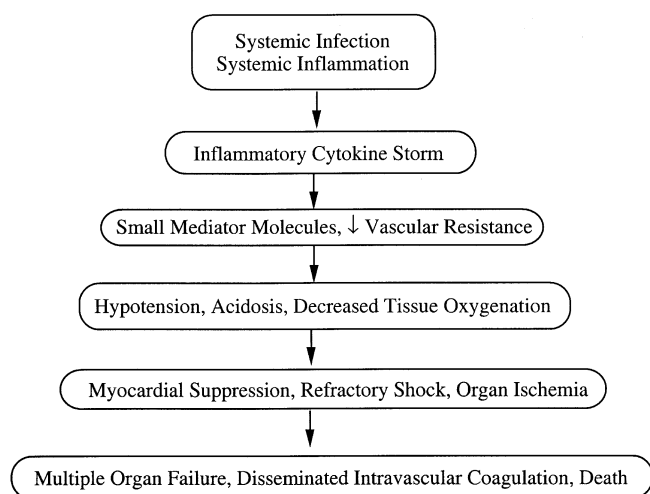 Systemic Infection
Systemic Inflammation
Inflammatory Cytokine Storm
Small Mediator Molecules, ↓ Vascular Resistance
Hypotension, Acidosis, Decreased Tissue Oxygenation
Myocardial Suppression, Refractory Shock, Organ Ischemia
Multiple Organ Failure, Disseminated Intravascular Coagulation, Death